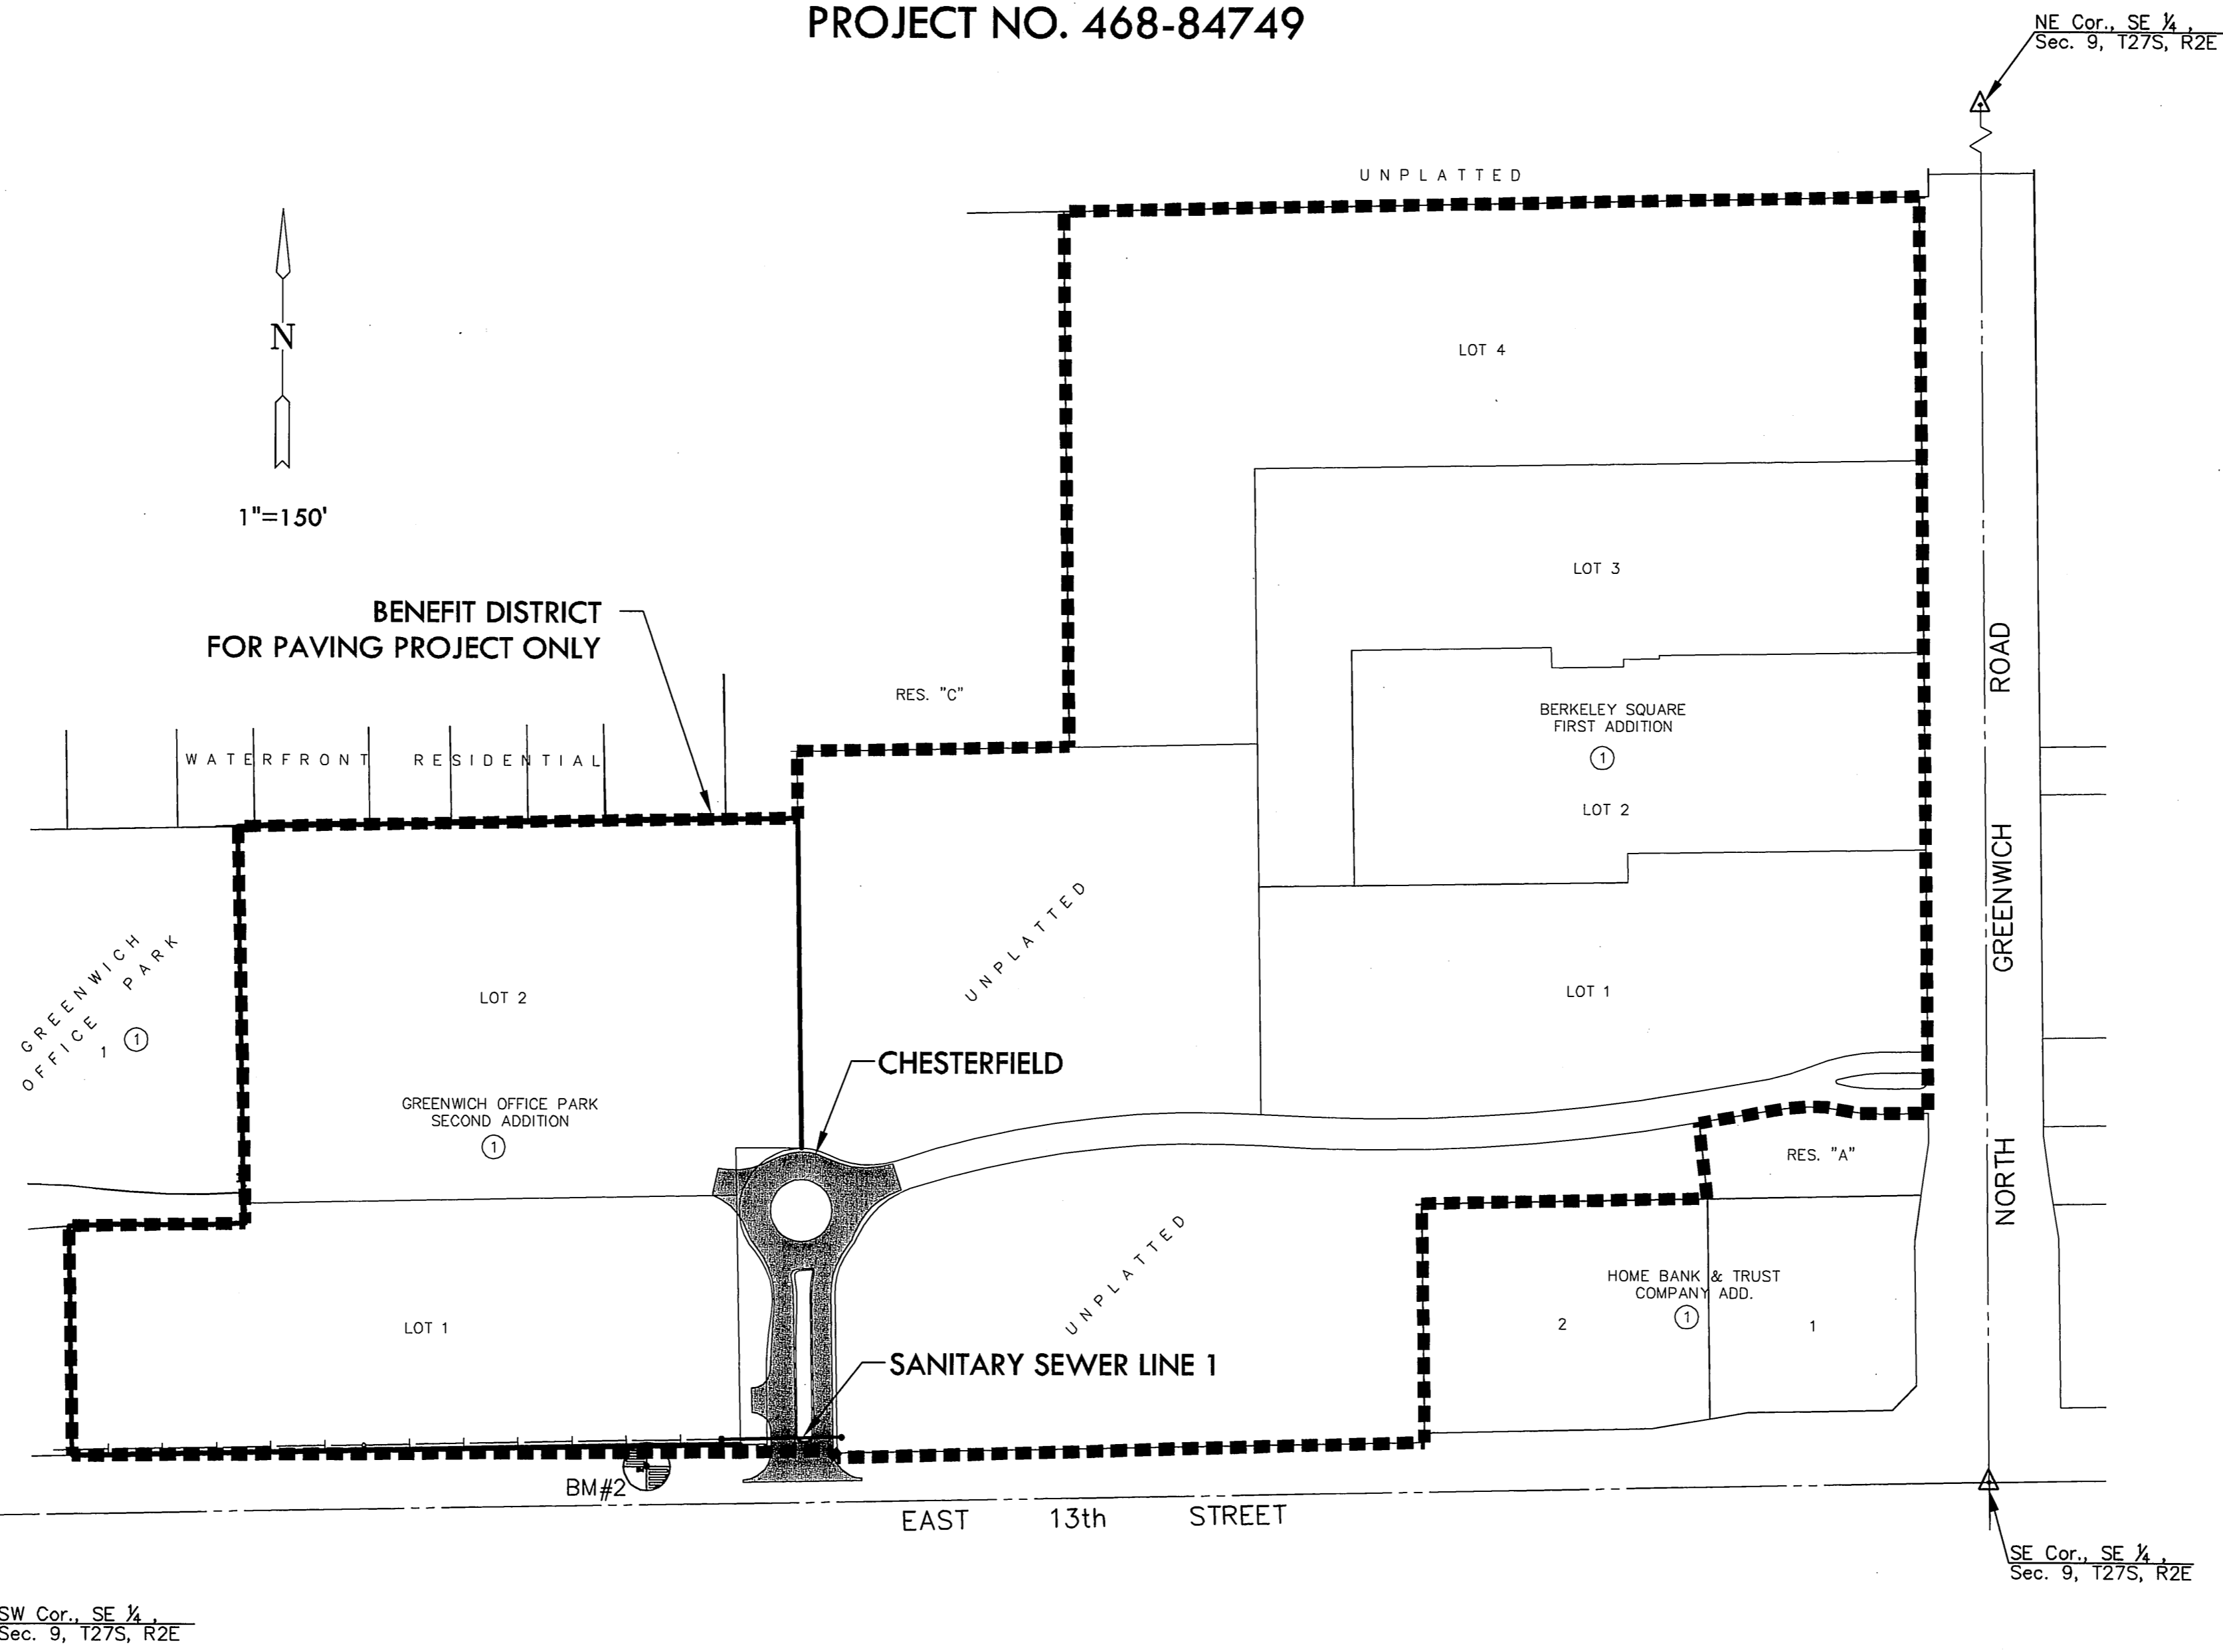 PROJECT NO. 468-84749
NE Cor., SE ¼ ,
Sec. 9, T27S, R2E
UNPLATTED
N
1"=150'
LOT 4
LOT 3
BENEFIT DISTRICT
FOR PAVING PROJECT ONLY
RES. "C"
BERKELEY SQUARE
FIRST ADDITION
1
LOT 2
WATERFRONT RESIDENTIAL
NORTH GREENWICH ROAD
UNPLATTED
GREENWICH
OFFICE PARK
1 1
LOT 2
LOT 1
CHESTERFIELD
GREENWICH OFFICE PARK
SECOND ADDITION
1
RES. "A"
UNPLATTED
HOME BANK & TRUST
COMPANY ADD.
1
2
1
LOT 1
SANITARY SEWER LINE 1
BM#2
EAST 13th STREET
SE Cor., SE ¼ ,
Sec. 9, T27S, R2E
SW Cor., SE ¼ ,
Sec. 9, T27S, R2E